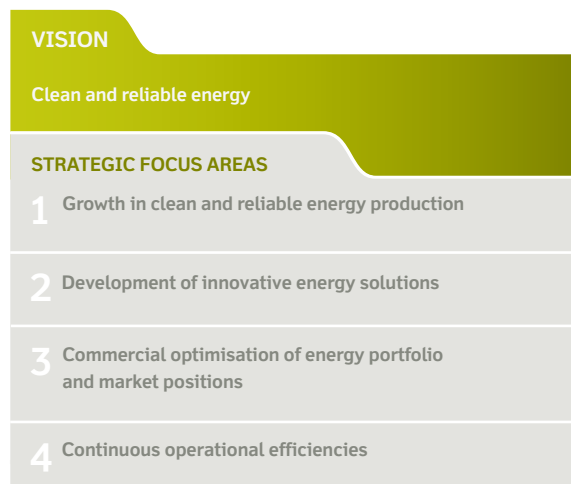 VISION
Clean and reliable energy
STRATEGIC FOCUS AREAS
1 Growth in clean and reliable energy production
2 Development of innovative energy solutions
3 Commercial optimisation of energy portfolio
and market positions
4 Continuous operational efficiencies